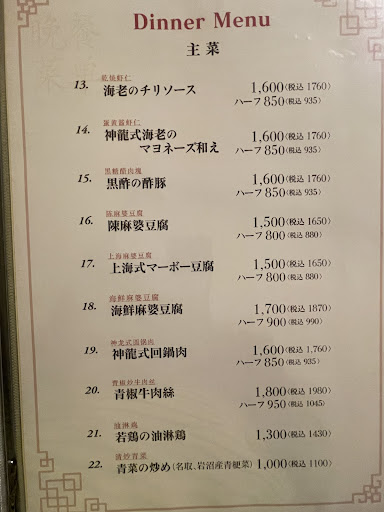 Dinner Menu
主菜
13. 乾焼蝦仁
海老のチリソース 1,600(税込 1760)
ハーフ 850(税込 935)
14.
神龍式海老の
マヨネーズ和え 1,600(税込 1760)
ハーフ 850(税込 935)
15. 黒醋醋肉塊
黒酢の酢豚 1,600(税込 1760)
ハーフ 850(税込 935)
16. 陈麻婆豆腐
陳麻婆豆腐 1,500(税込 1650)
ハーフ 800(税込 880)
17. 上海麻婆豆腐
上海式マーボー豆腐 1,500(税込 1650)
ハーフ 800(税込 880)
18. 海鮮麻婆豆腐
海鮮麻婆豆腐 1,700(税込 1870)
ハーフ 900(税込 990)
19. 神龙式回鍋肉
神龍式回鍋肉 1,600(税込 1,760)
ハーフ 850(税込 935)
20. 青椒炒牛肉丝
青椒牛肉絲 1,800(税込 1980)
ハーフ 950(税込 1045)
21. 油淋鶏
若鶏の油淋鶏 1,300(税込 1430)
22. 清炒青菜
青菜の炒め(名取、岩沼産青梗菜) 1,000(税込 1100)